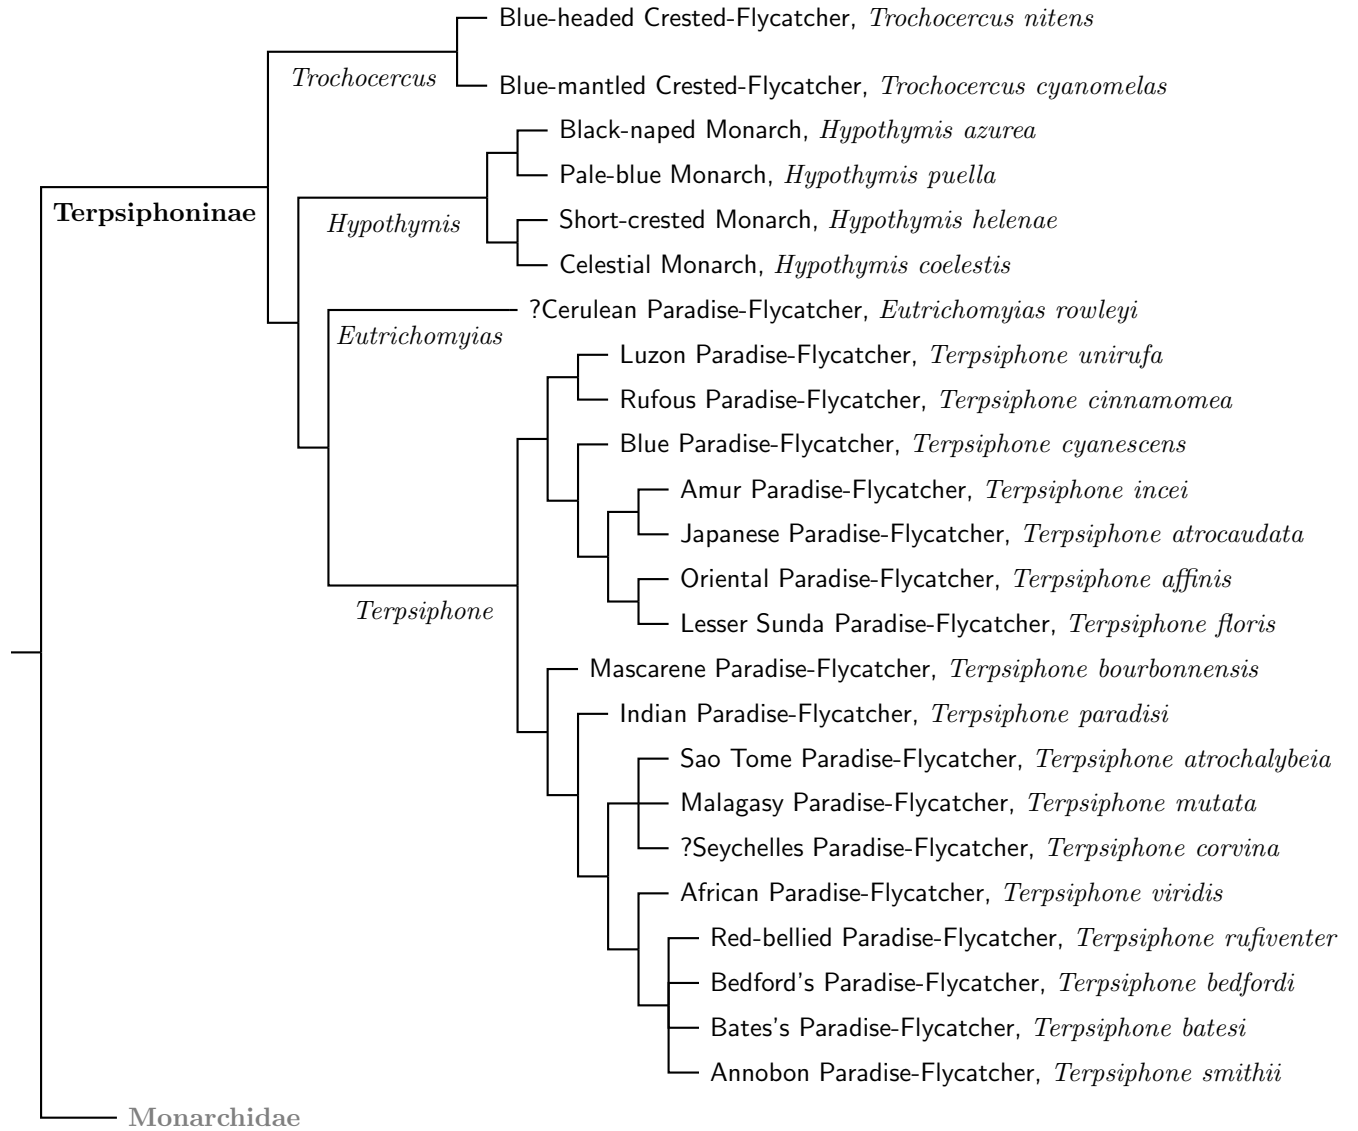 Blue-headed Crested-Flycatcher, Trochocercus nitens
Trochocercus
Blue-mantled Crested-Flycatcher, Trochocercus cyanomelas
Black-naped Monarch, Hypothymis azurea
Pale-blue Monarch, Hypothymis puella
Terpsiphoninae
Hypothymis
Short-crested Monarch, Hypothymis helenae
Celestial Monarch, Hypothymis coelestis
?Cerulean Paradise-Flycatcher, Eutrichomyias rowleyi
Eutrichomyias
Luzon Paradise-Flycatcher, Terpsiphone unirufa
Rufous Paradise-Flycatcher, Terpsiphone cinnamomea
Blue Paradise-Flycatcher, Terpsiphone cyanescens
Amur Paradise-Flycatcher, Terpsiphone incei
Japanese Paradise-Flycatcher, Terpsiphone atrocaudata
Oriental Paradise-Flycatcher, Terpsiphone affinis
Terpsiphone
Lesser Sunda Paradise-Flycatcher, Terpsiphone floris
Mascarene Paradise-Flycatcher, Terpsiphone bourbonnensis
Indian Paradise-Flycatcher, Terpsiphone paradisi
Sao Tome Paradise-Flycatcher, Terpsiphone atrochalybeia
Malagasy Paradise-Flycatcher, Terpsiphone mutata
?Seychelles Paradise-Flycatcher, Terpsiphone corvina
African Paradise-Flycatcher, Terpsiphone viridis
Red-bellied Paradise-Flycatcher, Terpsiphone rufiventer
Bedford's Paradise-Flycatcher, Terpsiphone bedfordi
Bates's Paradise-Flycatcher, Terpsiphone batesi
Annobon Paradise-Flycatcher, Terpsiphone smithii
Monarchidae